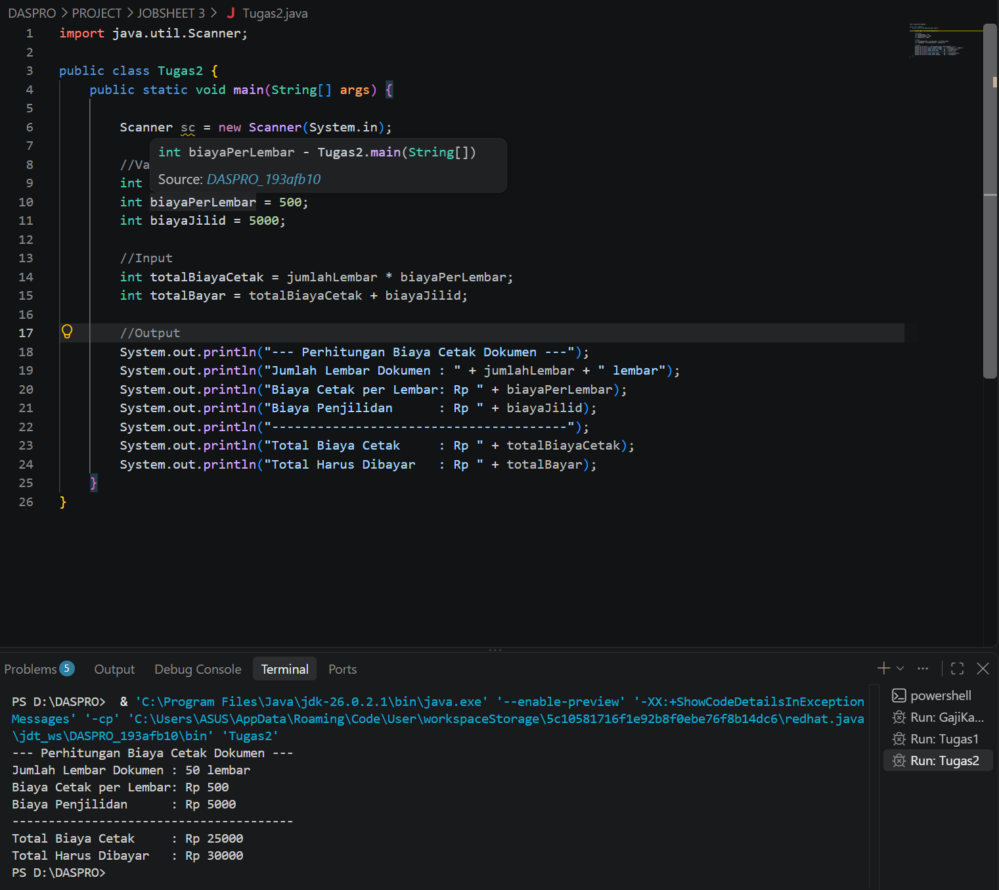 DASPRO > PROJECT > JOBSHEET 3 > J Tugas2.java
1 import java.util.Scanner;
2
3 public class Tugas2 {
4 public static void main(String[] args) {
5
6 Scanner sc = new Scanner(System.in);
7
int biayaPerLembar - Tugas2.main(String[])
8 //Va
Source: DASPRO_193afb10
9 int
10 int biayaPerLembar = 500;
11 int biayaJilid = 5000;
12
13 //Input
14 int totalBiayaCetak = jumlahLembar * biayaPerLembar;
15 int totalBayar = totalBiayaCetak + biayaJilid;
16
17 //Output
18 System.out.println("--- Perhitungan Biaya Cetak Dokumen ---");
19 System.out.println("Jumlah Lembar Dokumen : " + jumlahLembar + " lembar");
20 System.out.println("Biaya Cetak per Lembar: Rp " + biayaPerLembar);
21 System.out.println("Biaya Penjilidan      : Rp " + biayaJilid);
22 System.out.println("---------------------------------------");
23 System.out.println("Total Biaya Cetak     : Rp " + totalBiayaCetak);
24 System.out.println("Total Harus Dibayar   : Rp " + totalBayar);
25 }
26 }
Problems 5 Output Debug Console Terminal Ports
PS D:\DASPRO>  & 'C:\Program Files\Java\jdk-26.0.2.1\bin\java.exe' '--enable-preview' '-XX:+ShowCodeDetailsInException
Messages' '-cp' 'C:\Users\ASUS\AppData\Roaming\Code\User\workspaceStorage\5c10581716f1e92b8f0ebe76f8b14dc6\redhat.java
\jdt_ws\DASPRO_193afb10\bin' 'Tugas2'
--- Perhitungan Biaya Cetak Dokumen ---
Jumlah Lembar Dokumen : 50 lembar
Biaya Cetak per Lembar: Rp 500
Biaya Penjilidan      : Rp 5000
---------------------------------------
Total Biaya Cetak     : Rp 25000
Total Harus Dibayar   : Rp 30000
PS D:\DASPRO>
powershell
Run: GajiKa...
Run: Tugas1
Run: Tugas2